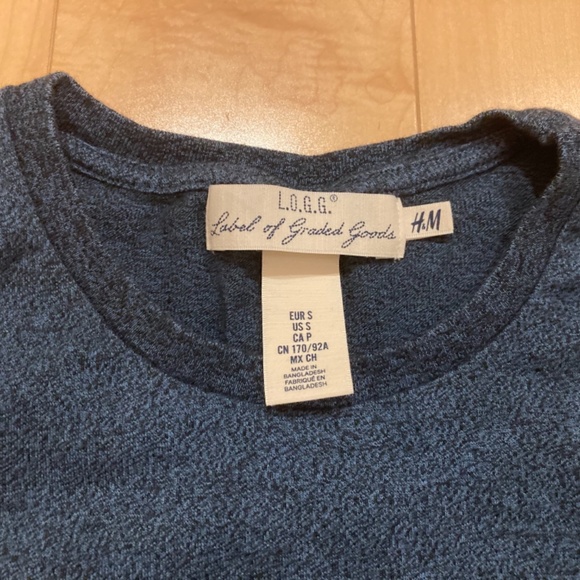 L.O.G.G.®
Label of Graded Goods
H&M
EUR S
US S
CA P
CN 170/92A
MX CH
MADE IN
BANGLADESH
FABRIQUÉ EN
BANGLADESH